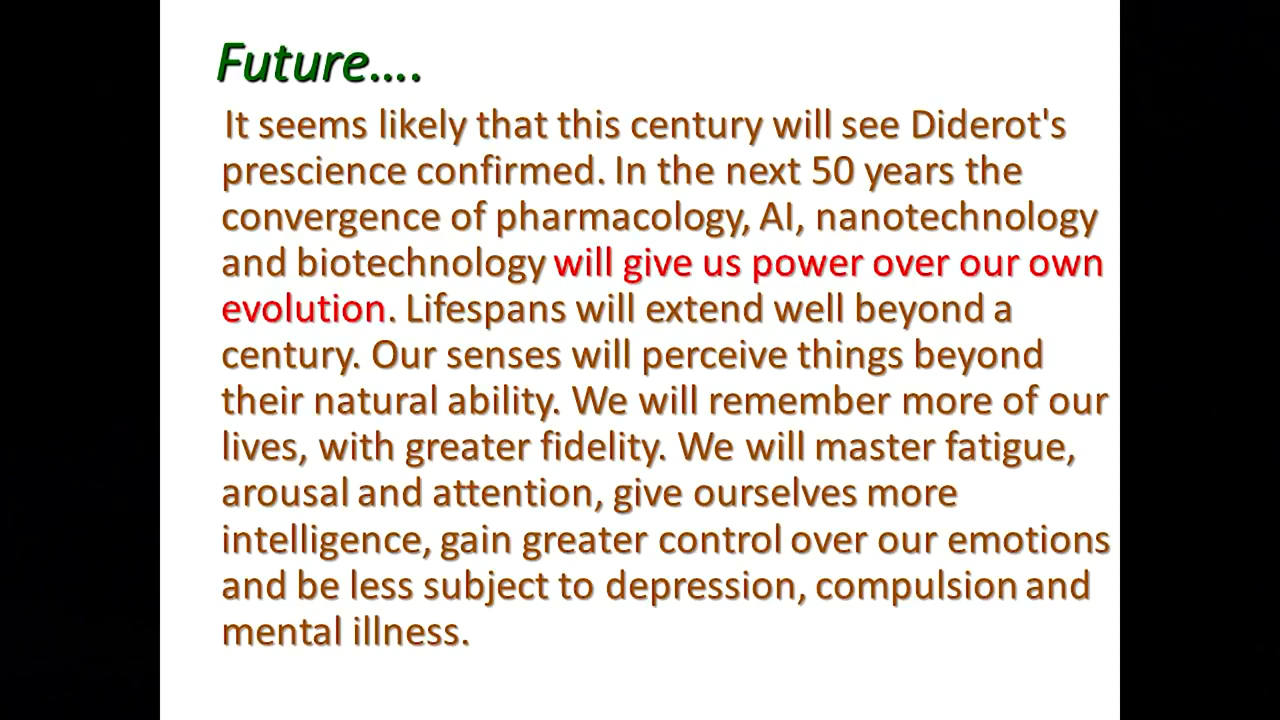 Future....
It seems likely that this century will see Diderot's
prescience confirmed. In the next 50 years the
convergence of pharmacology, AI, nanotechnology
and biotechnology will give us power over our own
evolution. Lifespans will extend well beyond a
century. Our senses will perceive things beyond
their natural ability. We will remember more of our
lives, with greater fidelity. We will master fatigue,
arousal and attention, give ourselves more
intelligence, gain greater control over our emotions
and be less subject to depression, compulsion and
mental illness.